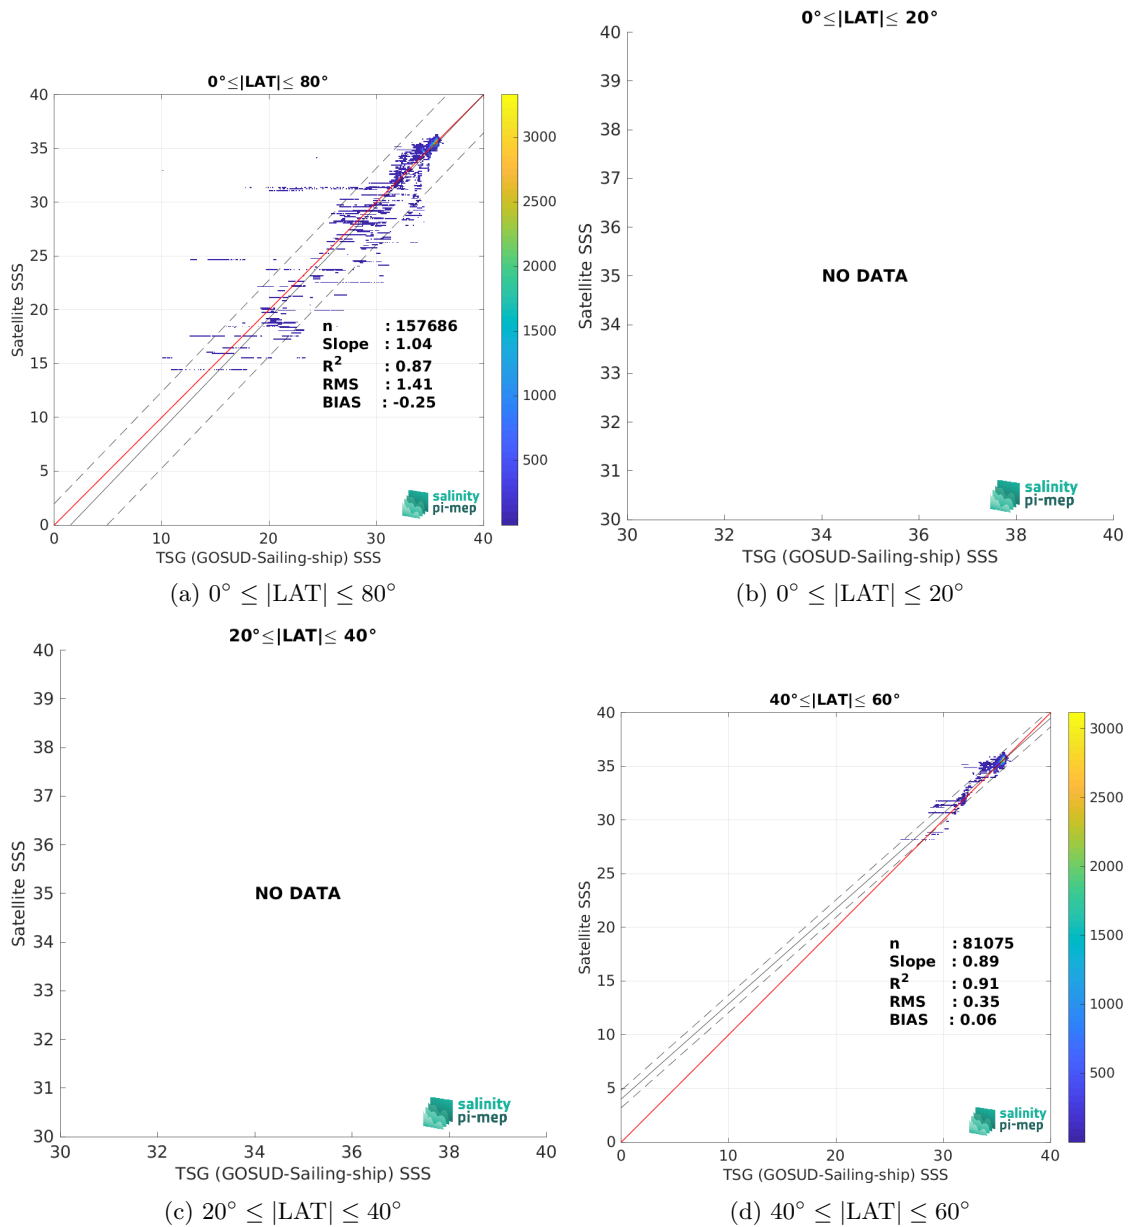 0°≤|LAT|≤ 80°
40
35
30
25
20
15
10
5
0
Satellite SSS
n : 157686
Slope : 1.04
R2 : 0.87
RMS : 1.41
BIAS : -0.25
salinity
pi-mep
0 10 20 30 40
TSG (GOSUD-Sailing-ship) SSS
3000
2500
2000
1500
1000
500
(a) 0° ≤ |LAT| ≤ 80°
0°≤|LAT|≤ 20°
40
39
38
37
36
35
34
33
32
31
30
Satellite SSS
NO DATA
salinity
pi-mep
30 32 34 36 38 40
TSG (GOSUD-Sailing-ship) SSS
(b) 0° ≤ |LAT| ≤ 20°
20°≤|LAT|≤ 40°
40
39
38
37
36
35
34
33
32
31
30
Satellite SSS
NO DATA
salinity
pi-mep
30 32 34 36 38 40
TSG (GOSUD-Sailing-ship) SSS
(c) 20° ≤ |LAT| ≤ 40°
40°≤|LAT|≤ 60°
40
35
30
25
20
15
10
5
0
Satellite SSS
n : 81075
Slope : 0.89
R2 : 0.91
RMS : 0.35
BIAS : 0.06
salinity
pi-mep
0 10 20 30 40
TSG (GOSUD-Sailing-ship) SSS
3000
2500
2000
1500
1000
500
(d) 40° ≤ |LAT| ≤ 60°